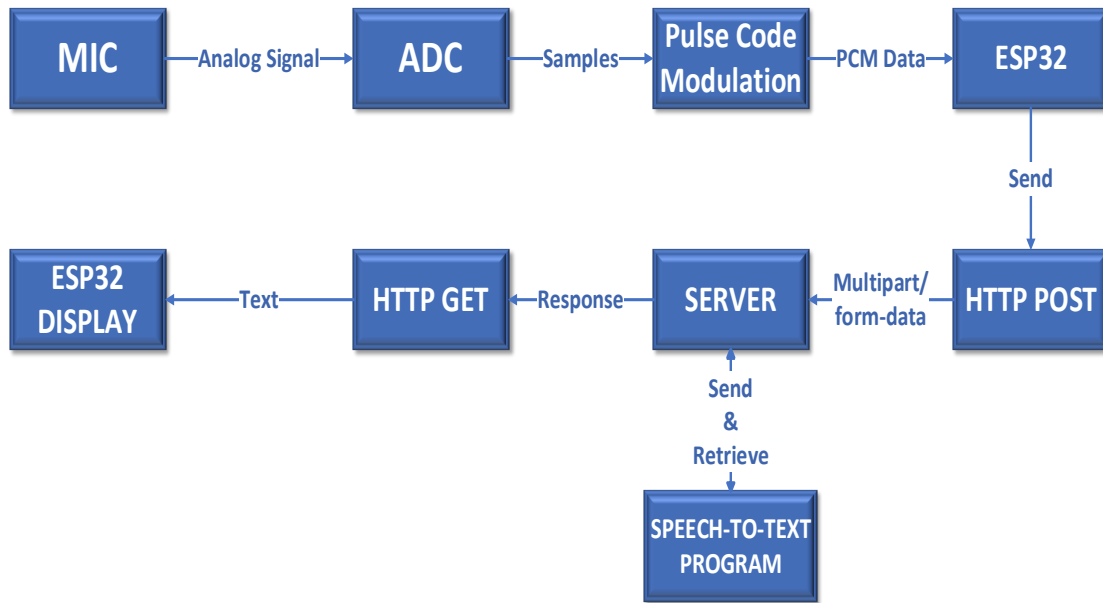 MIC
Analog Signal
ADC
Samples
Pulse Code
Modulation
PCM Data
ESP32
Send
HTTP POST
Multipart/
form-data
SERVER
Response
HTTP GET
Text
ESP32
DISPLAY
Send
&
Retrieve
SPEECH-TO-TEXT
PROGRAM